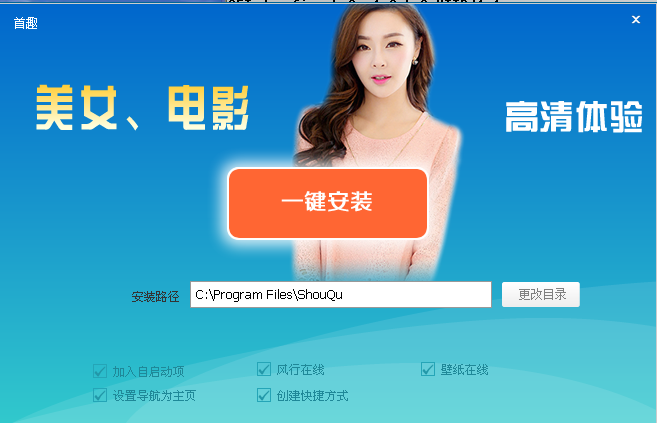 首趣
美女、电影
高清体验
一键安装
安装路径 C:\Program Files\ShouQu 更改目录
加入自启动项 风行在线 壁纸在线
设置导航为主页 创建快捷方式